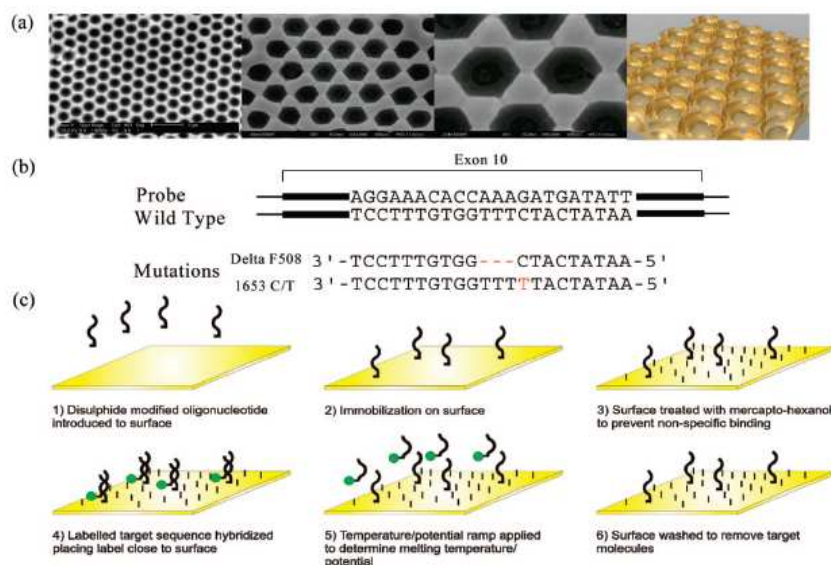 (a)
(b)
Exon 10
Probe AGGAAACACCAAAGATGATATT
Wild Type TCCTTTGTGGTTTCTACTATAA
Mutations
Delta F508 3'-TCCTTTGTGG---CTACTATAA-5'
1653 C/T 3'-TCCTTTGTGGTTTTTACTATAA-5'
(c)
1) Disulphide modified oligonucleotide
introduced to surface
2) Immobilization on surface
3) Surface treated with mercapto-hexanol
to prevent non-specific binding
4) Labelled target sequence hybridized
placing label close to surface
5) Temperature/potential ramp applied
to determine melting temperature/
potential
6) Surface washed to remove target
molecules